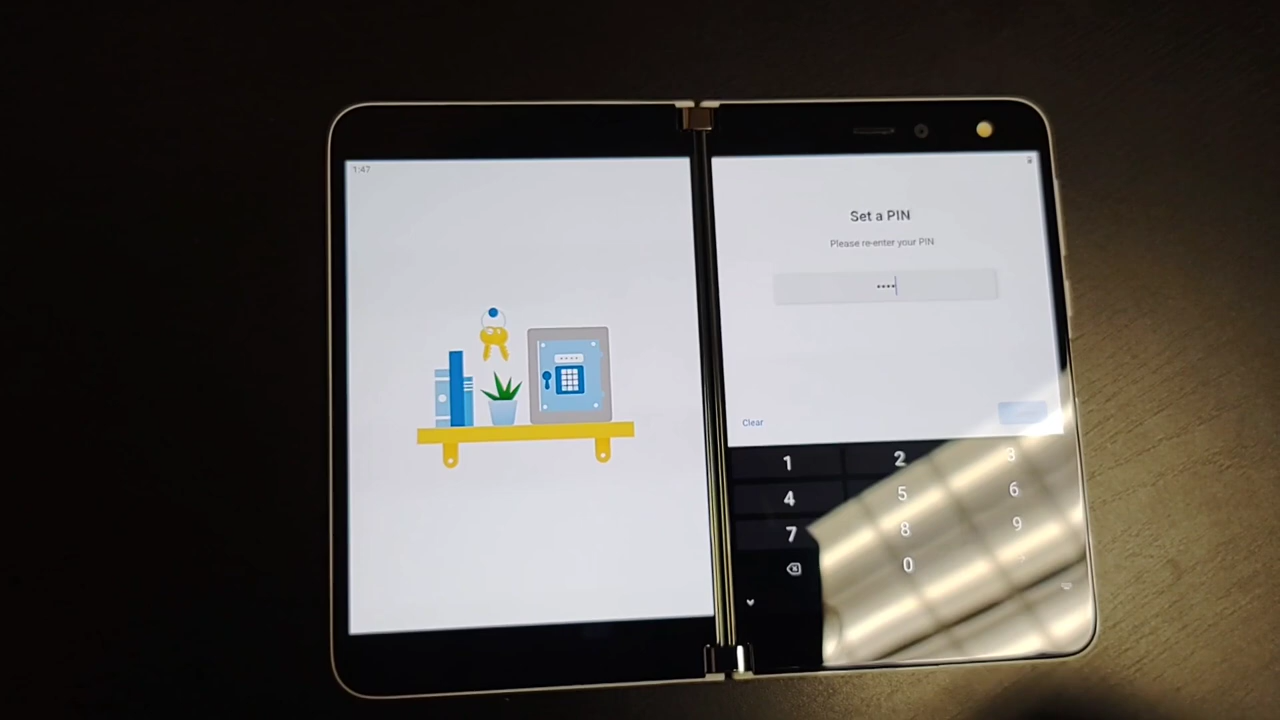 1:47
Set a PIN
Please re-enter your PIN
••••
Clear
1 2 3
4 5 6
7 8 9
0